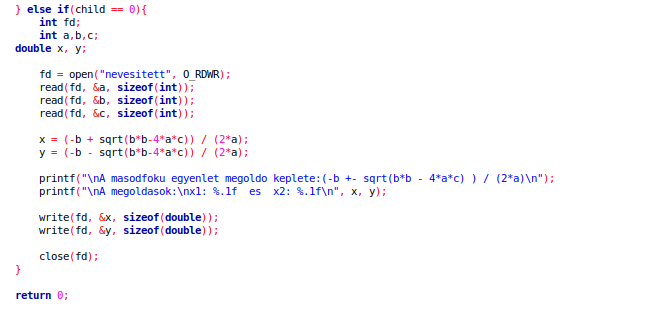 } else if(child == 0){
    int fd;
    int a,b,c;
double x, y;

    fd = open("nevesitett", O_RDWR);
    read(fd, &a, sizeof(int));
    read(fd, &b, sizeof(int));
    read(fd, &c, sizeof(int));

    x = (-b + sqrt(b*b-4*a*c)) / (2*a);
    y = (-b - sqrt(b*b-4*a*c)) / (2*a);

    printf("\nA masodfoku egyenlet megoldo keplete:(-b +- sqrt(b*b - 4*a*c) ) / (2*a)\n");
    printf("\nA megoldasok:\nx1: %.1f  es  x2: %.1f\n", x, y);

    write(fd, &x, sizeof(double));
    write(fd, &y, sizeof(double));

    close(fd);
}

return 0;